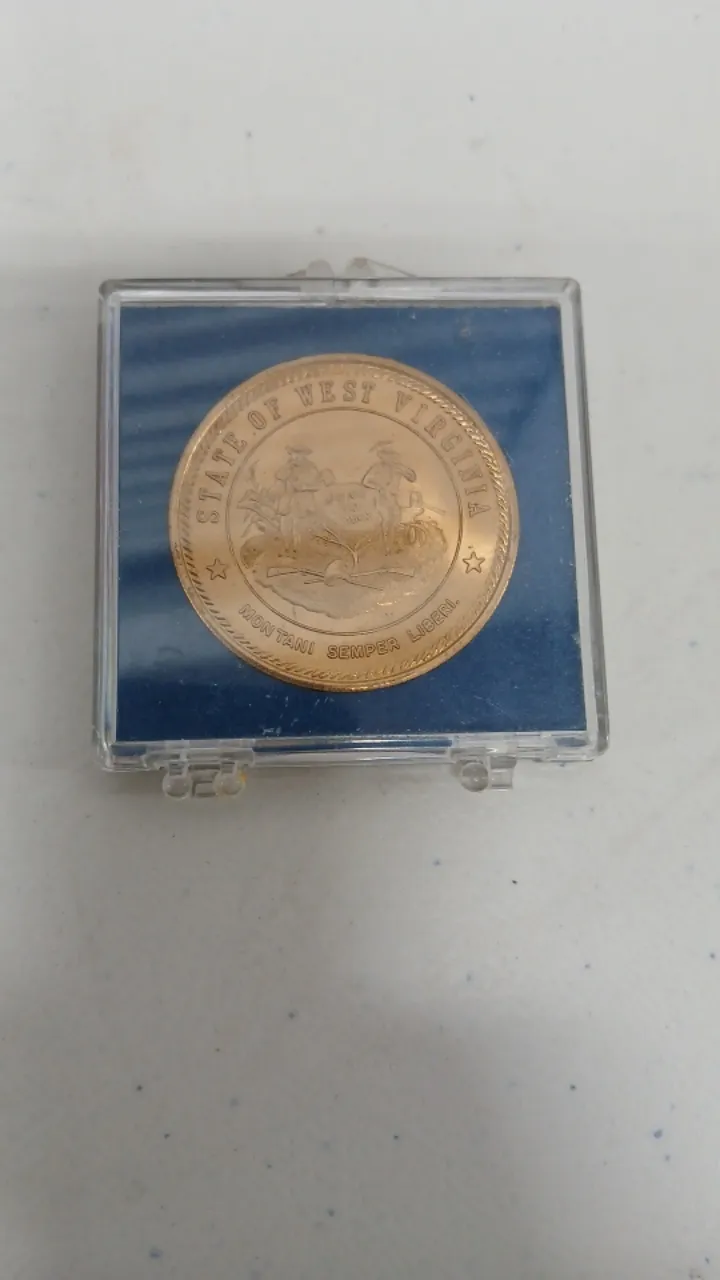 STATE OF WEST VIRGINIA
MONTANI SEMPER LIBERI.